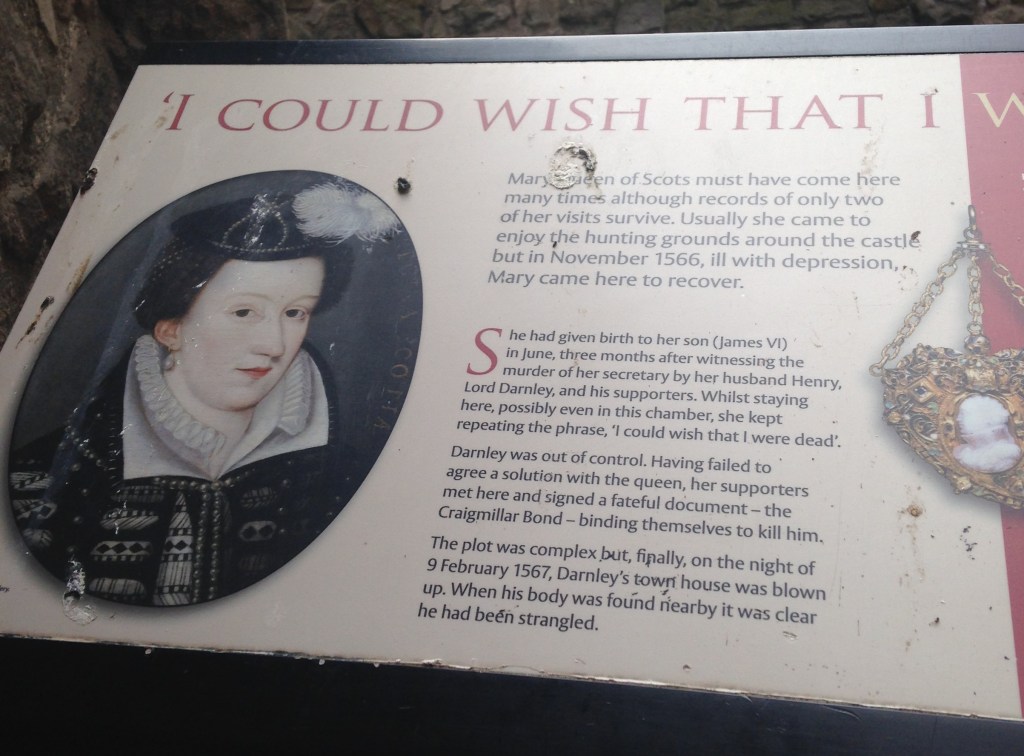 'I COULD WISH THAT I W
Mary Queen of Scots must have come here
many times although records of only two
of her visits survive. Usually she came to
enjoy the hunting grounds around the castle
but in November 1566, ill with depression,
Mary came here to recover.
She had given birth to her son (James VI)
in June, three months after witnessing the
murder of her secretary by her husband Henry,
Lord Darnley, and his supporters. Whilst staying
here, possibly even in this chamber, she kept
repeating the phrase, 'I could wish that I were dead'.
Darnley was out of control. Having failed to
agree a solution with the queen, her supporters
met here and signed a fateful document – the
Craigmillar Bond – binding themselves to kill him.
The plot was complex but, finally, on the night of
9 February 1567, Darnley's town house was blown
up. When his body was found nearby it was clear
he had been strangled.